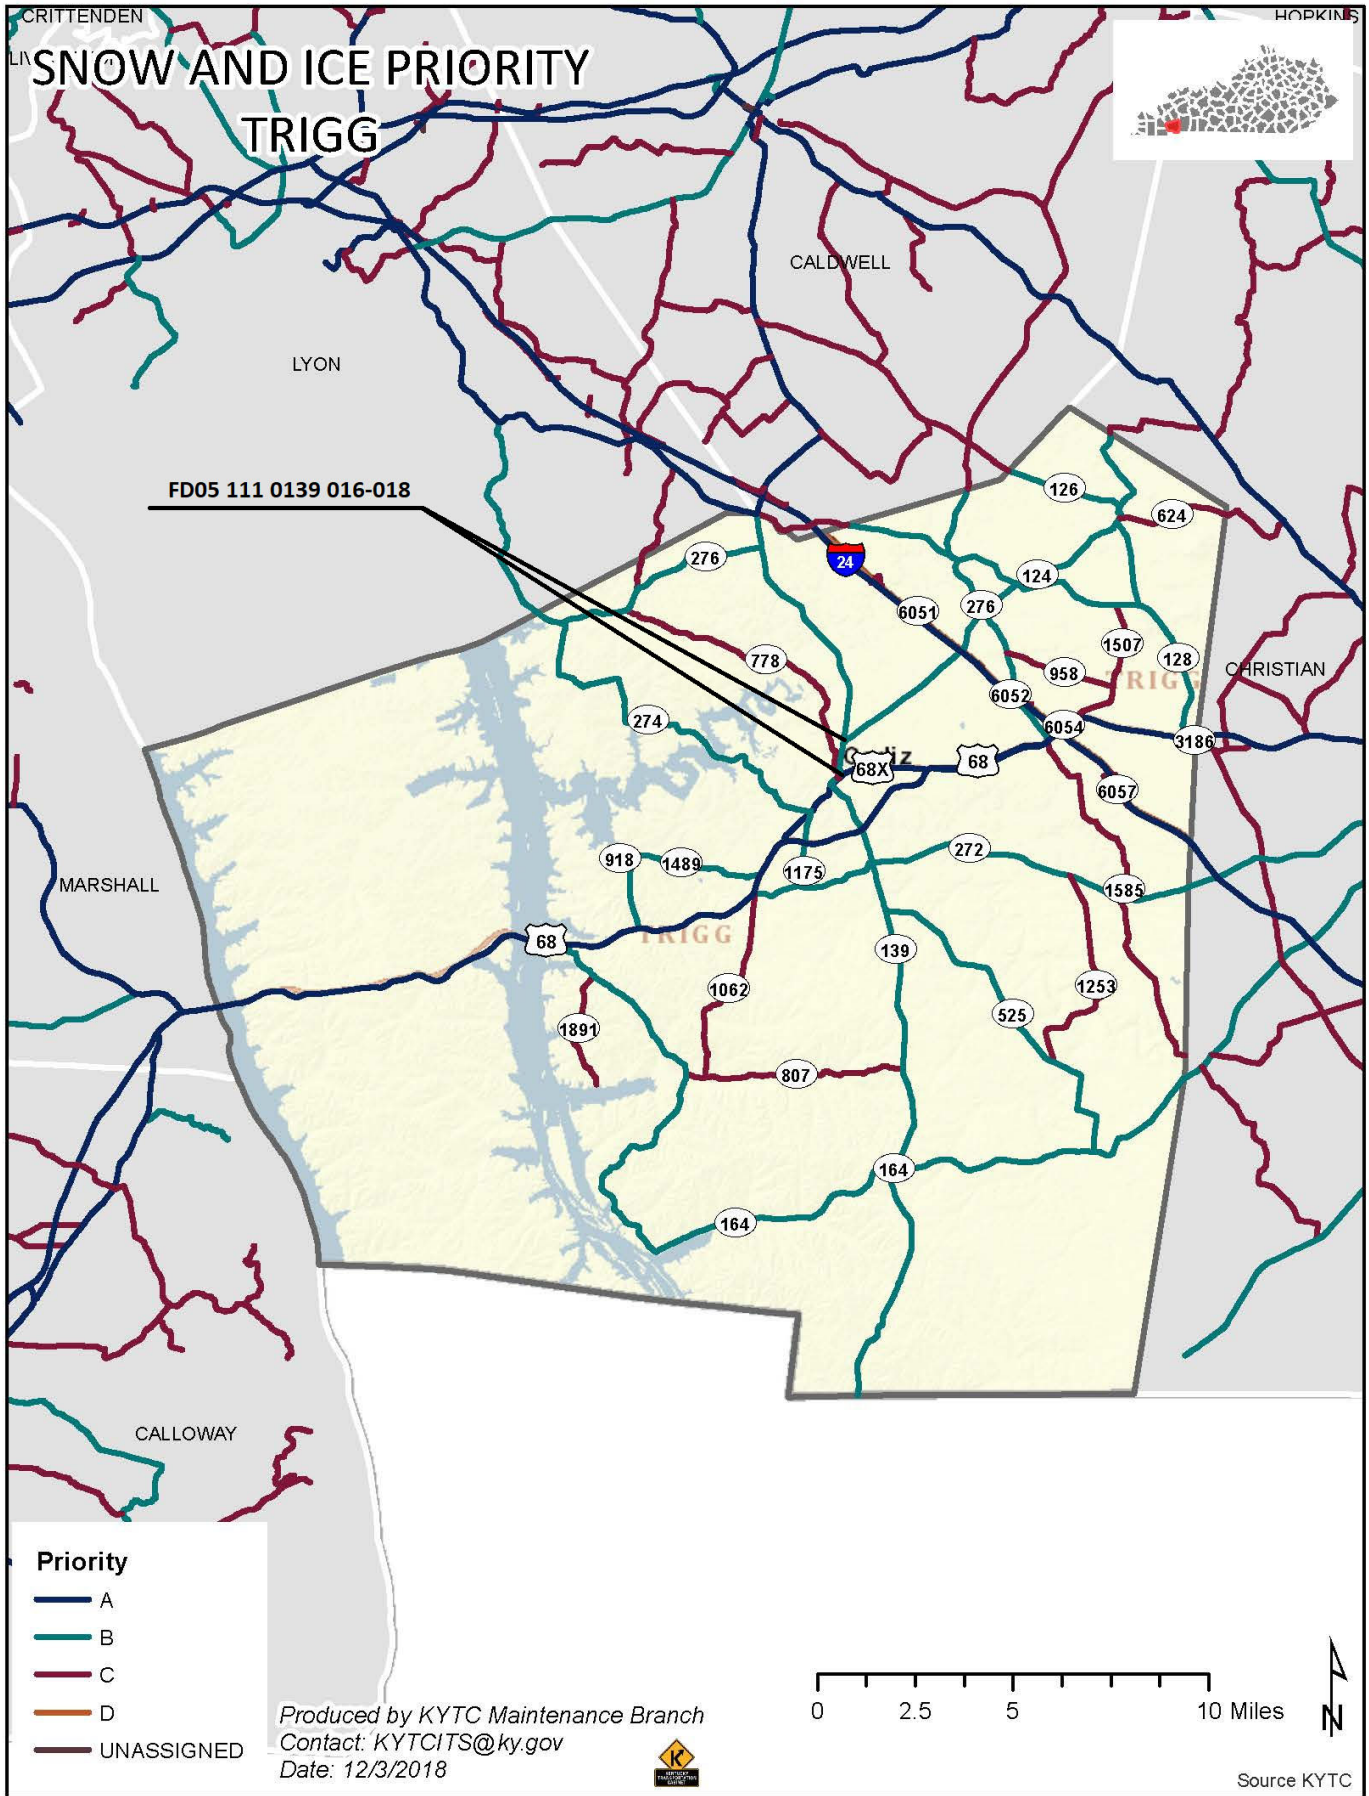 CRITTENDEN
HOPKINS
SNOW AND ICE PRIORITY
TRIGG
CALDWELL
LYON
FD05 111 0139 016-018
126
624
276
24
124
6051
276
1507
778
958
128
CHRISTIAN
TRIGG
6052
274
6054
3186
68X
68
6057
918
1489
1175
272
1585
MARSHALL
68
TRIGG
139
1062
1253
525
1891
807
164
164
CALLOWAY
Priority
A
B
C
D
UNASSIGNED
Produced by KYTC Maintenance Branch
Contact: KYTCITS@ky.gov
Date: 12/3/2018
0 2.5 5 10 Miles
N
Source KYTC